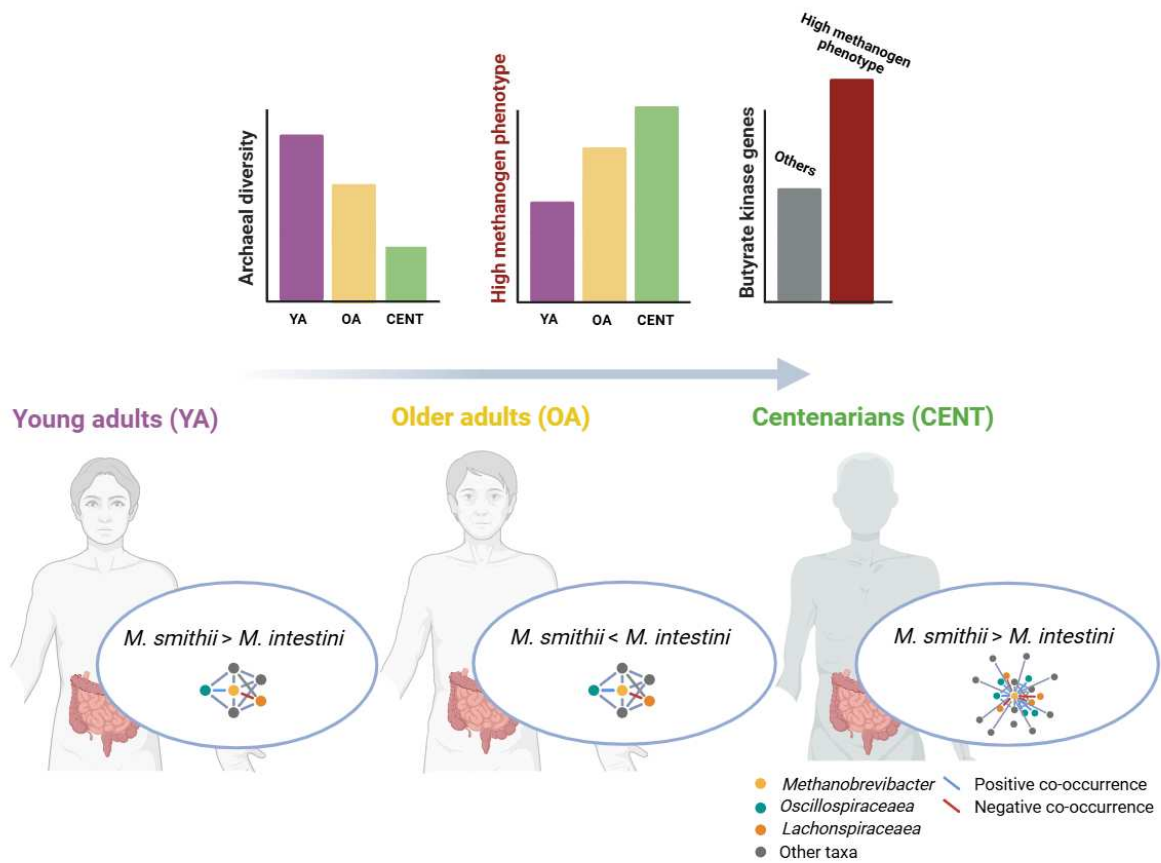 Archaeal diversity
YA
OA
CENT
High methanogen phenotype
YA
OA
CENT
Butyrate kinase genes
Others
High methanogen
phenotype
Young adults (YA)
Older adults (OA)
Centenarians (CENT)
M. smithii > M. intestini
M. smithii < M. intestini
M. smithii > M. intestini
Methanobrevibacter
Oscillospiraceaea
Lachonspiraceaea
Other taxa
Positive co-occurrence
Negative co-occurrence